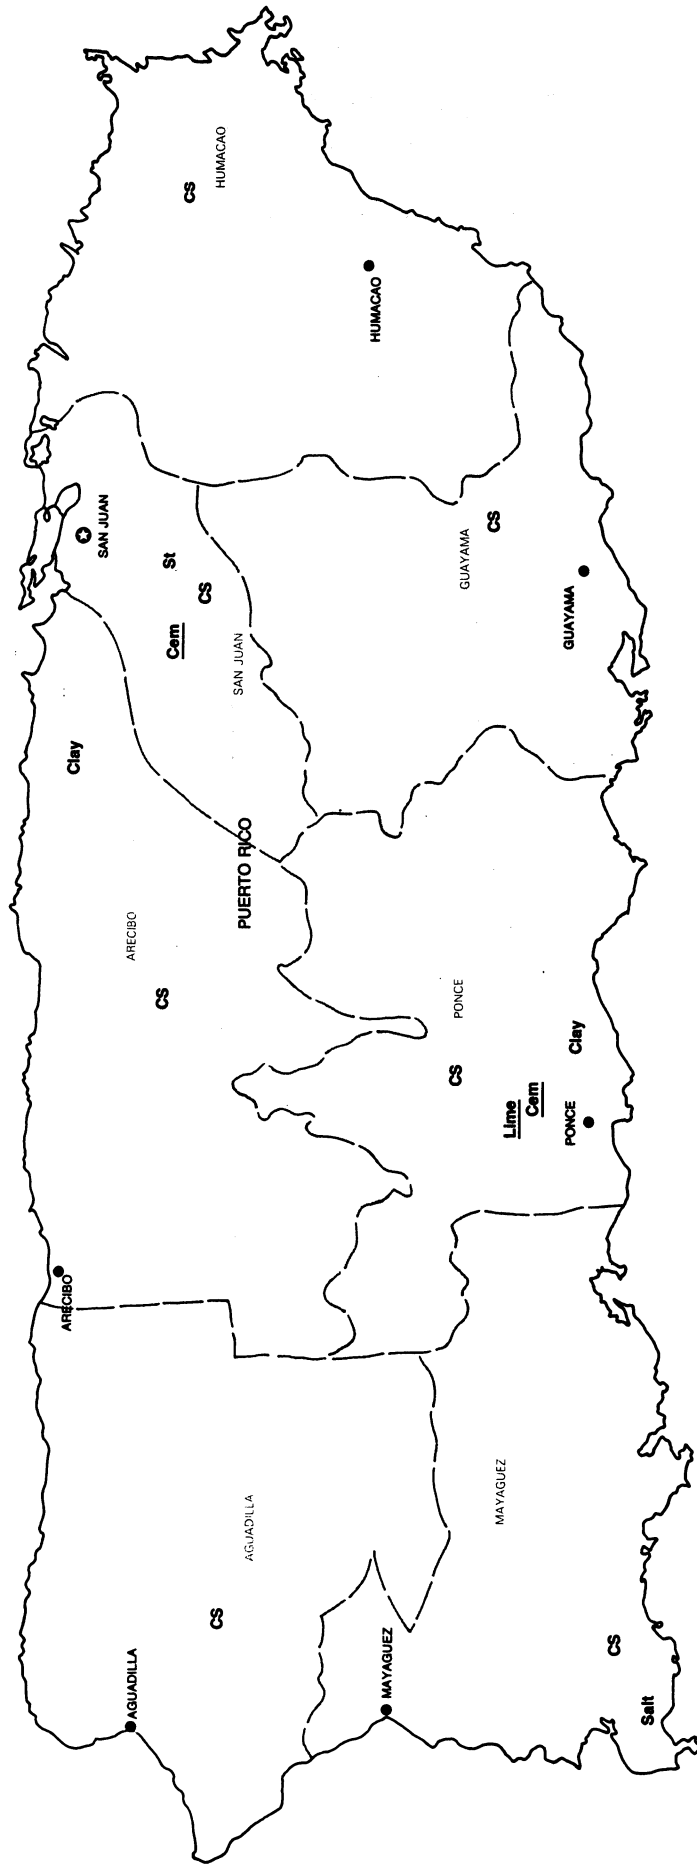 AGUADILLA
CS
AGUADILLA
MAYAGUEZ
MAYAGUEZ
CS
Salt
ARECIBO
CS
ARECIBO
Clay
PUERTO RICO
CS
PONCE
Lime
Cem
PONCE
Clay
SAN JUAN
St
CS
Cem
SAN JUAN
GUAYAMA
CS
GUAYAMA
CS
HUMACAO
HUMACAO